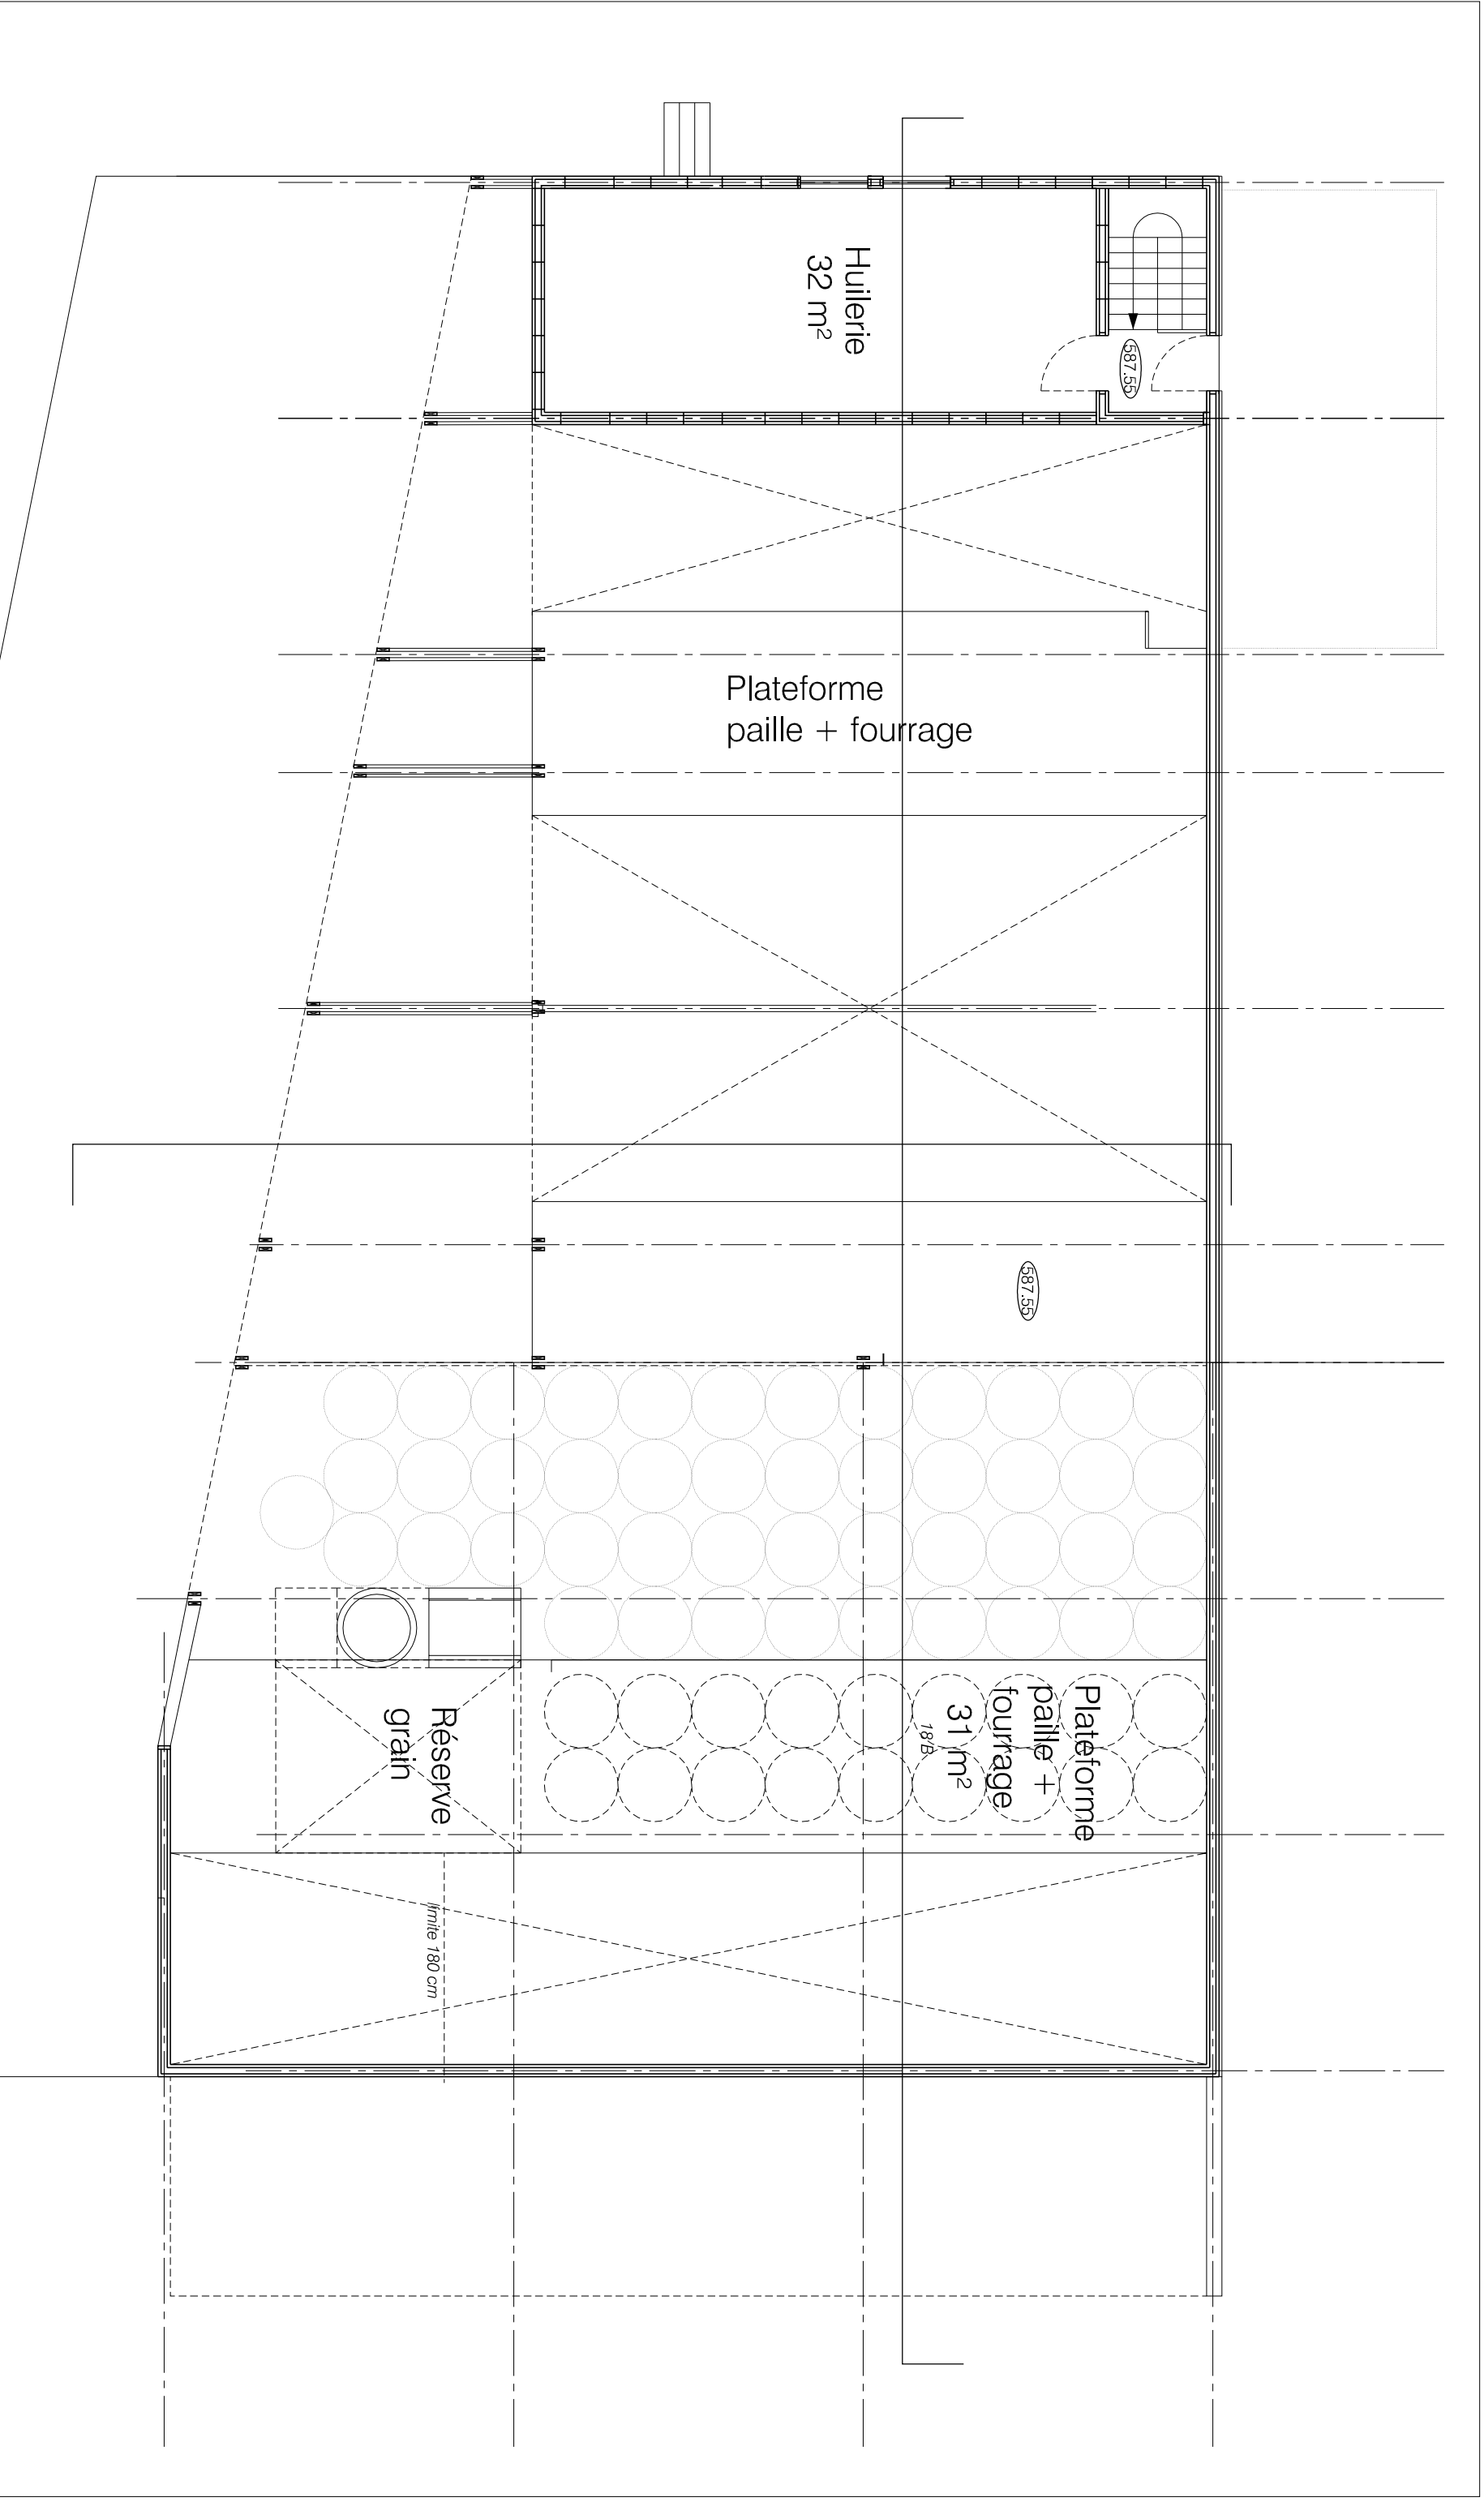 Huilerie
32 m²
587.55
Plateforme
paille + fourrage
587.55
Plateforme
paille +
fourrage
31 m²
18/B
Réserve
grain
limite 180 cm